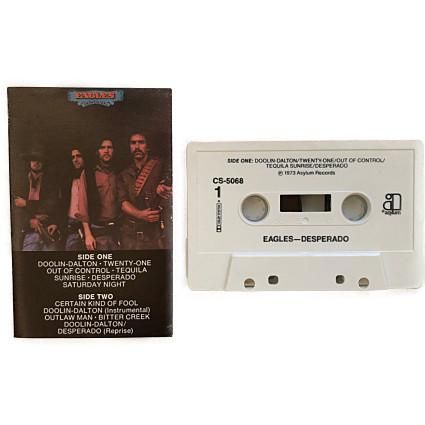 EAGLES
SIDE ONE
DOOLIN-DALTON • TWENTY-ONE
OUT OF CONTROL • TEQUILA
SUNRISE • DESPERADO
SATURDAY NIGHT
SIDE TWO
CERTAIN KIND OF FOOL
DOOLIN-DALTON (Instrumental)
OUTLAW MAN • BITTER CREEK
DOOLIN-DALTON/
DESPERADO (Reprise)
SIDE ONE: DOOLIN-DALTON/TWENTY-ONE/OUT OF CONTROL/
TEQUILA SUNRISE/DESPERADO
℗ 1973 Asylum Records
CS-5068
1
asylum
EAGLES—DESPERADO